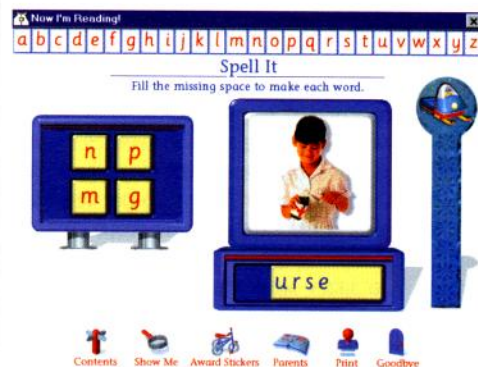 Now I'm Reading!
a b c d e f g h i j k l m n o p q r s t u v w x y z
Spell It
Fill the missing space to make each word.
n p
m g
urse
Contents Show Me Award Stickers Parents Print Goodbye